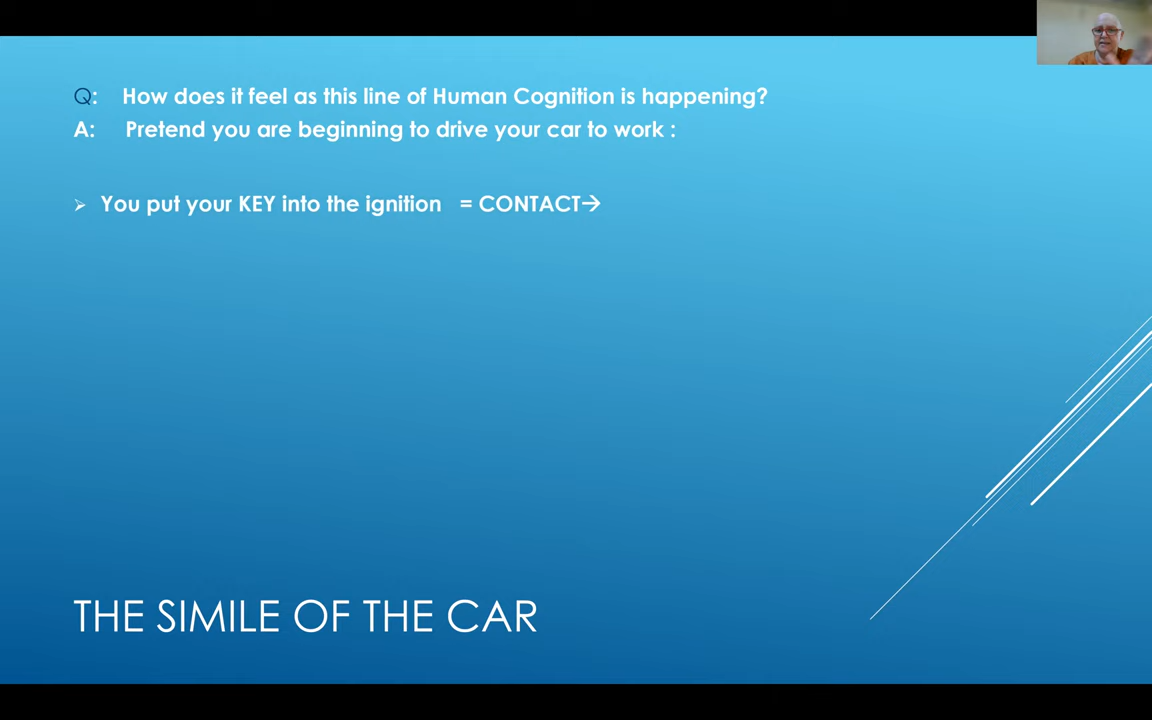 Q: How does it feel as this line of Human Cognition is happening?
A: Pretend you are beginning to drive your car to work :
➢ You put your KEY into the ignition = CONTACT→
THE SIMILE OF THE CAR